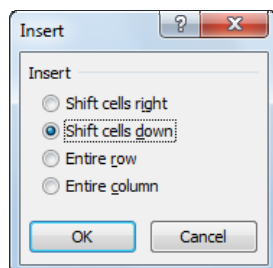 Insert
?
Insert
Shift cells right
Shift cells down
Entire row
Entire column
OK Cancel